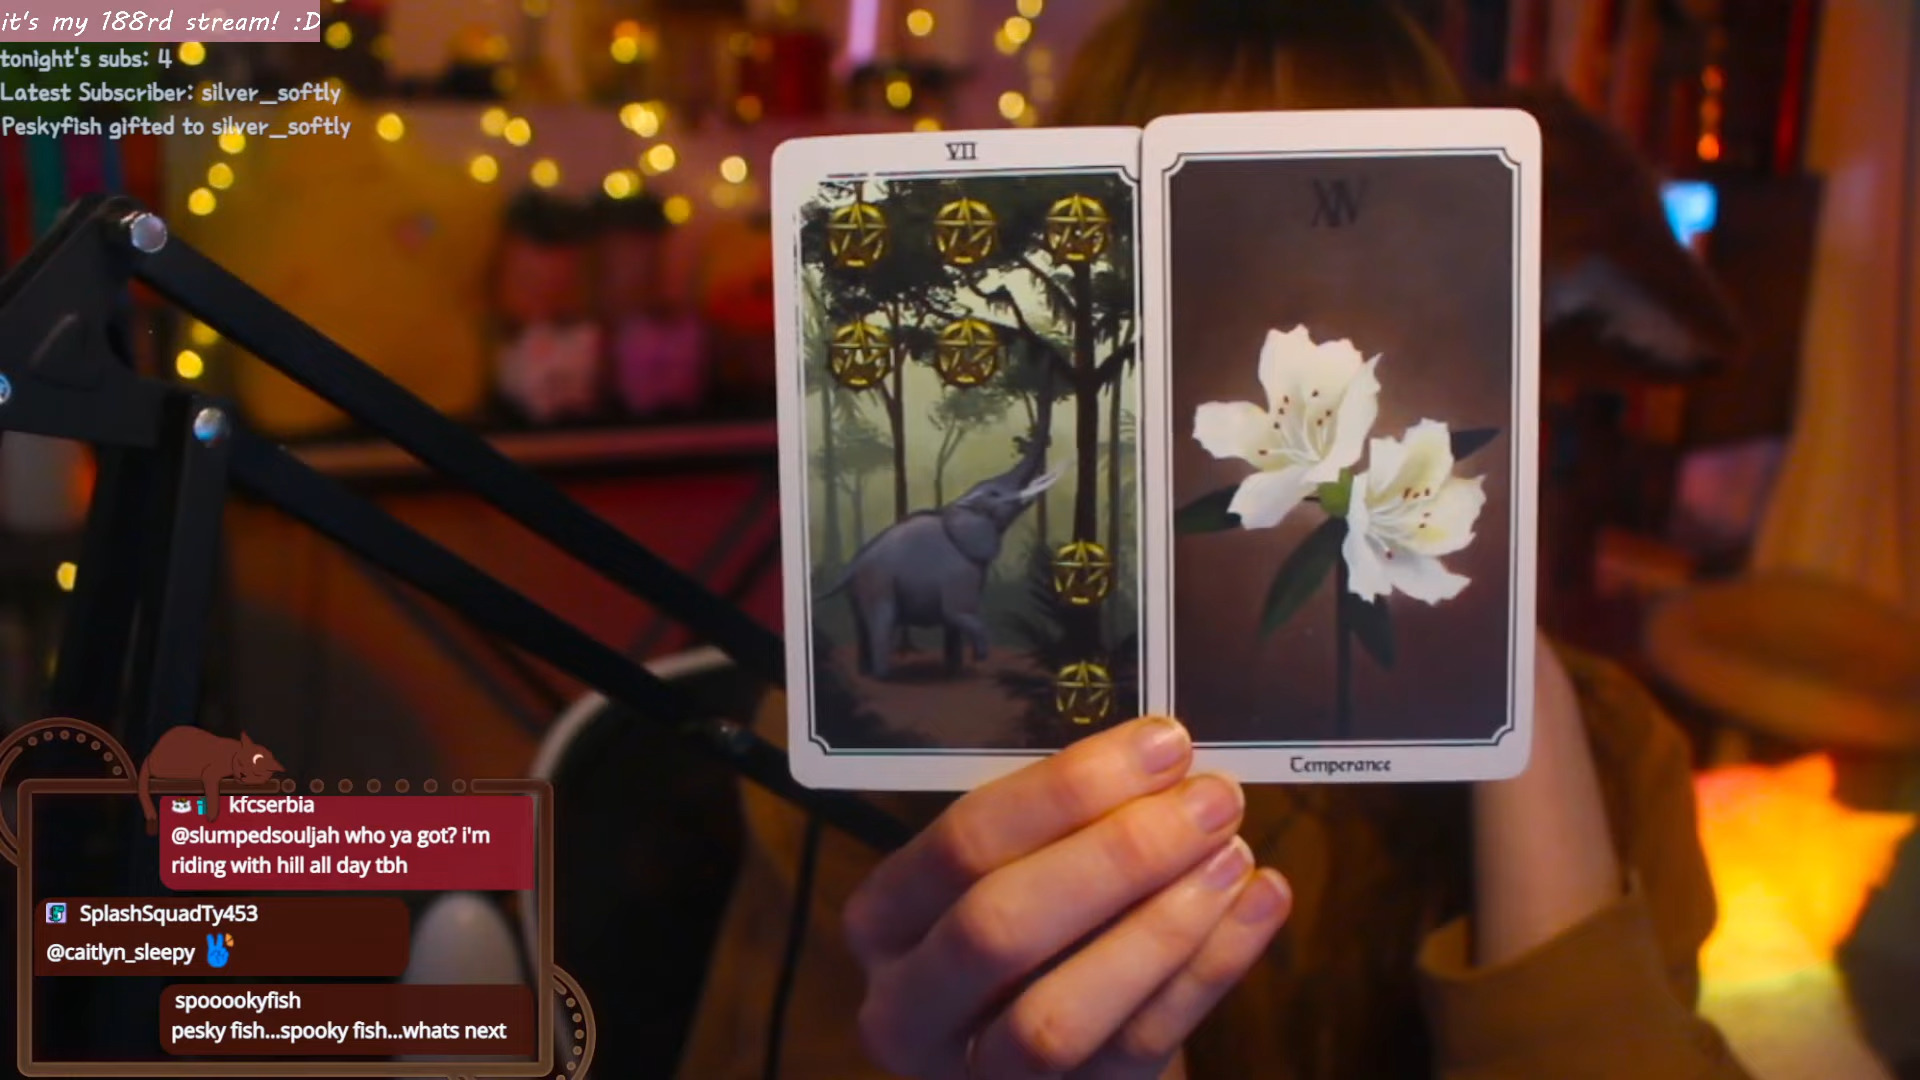 it's my 188rd stream! :D
tonight's subs: 4
Latest Subscriber: silver_softly
Peskyfish gifted to silver_softly
VII
XIV
Temperance
kfcserbia
@slumpedsouljah who ya got? i'm
riding with hill all day tbh
SplashSquadTy453
@caitlyn_sleepy
spooookyfish
pesky fish...spooky fish...whats next